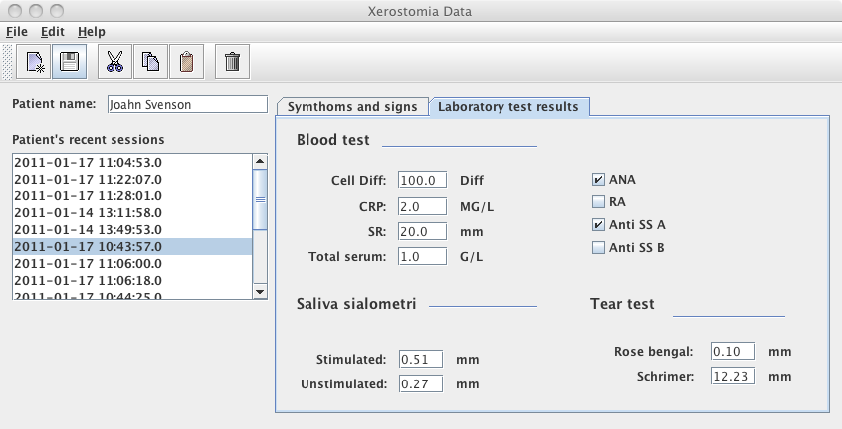 Xerostomia Data
File Edit Help
Patient name: Joahn Svenson
Patient's recent sessions
2011-01-17 11:04:53.0
2011-01-17 11:22:07.0
2011-01-17 11:28:01.0
2011-01-14 13:11:58.0
2011-01-14 13:49:53.0
2011-01-17 10:43:57.0
2011-01-17 11:06:00.0
2011-01-17 11:06:18.0
2011-01-17 10:44:25.0
Symthoms and signs Laboratory test results
Blood test
Cell Diff: 100.0 Diff
CRP: 2.0 MG/L
SR: 20.0 mm
Total serum: 1.0 G/L
ANA
RA
Anti SS A
Anti SS B
Saliva sialometri
Stimulated: 0.51 mm
Unstimulated: 0.27 mm
Tear test
Rose bengal: 0.10 mm
Schrimer: 12.23 mm